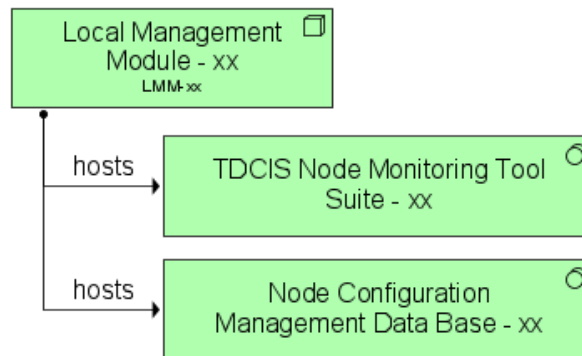 Local Management
Module - xx
LMM-xx
hosts
TDCIS Node Monitoring Tool
Suite - xx
hosts
Node Configuration
Management Data Base - xx